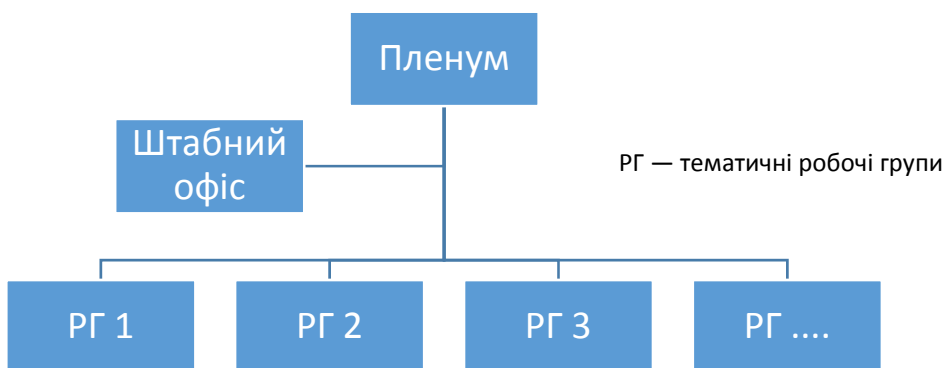 Пленум
Штабний
офіс
РГ — тематичні робочі групи
РГ 1
РГ 2
РГ 3
РГ ....